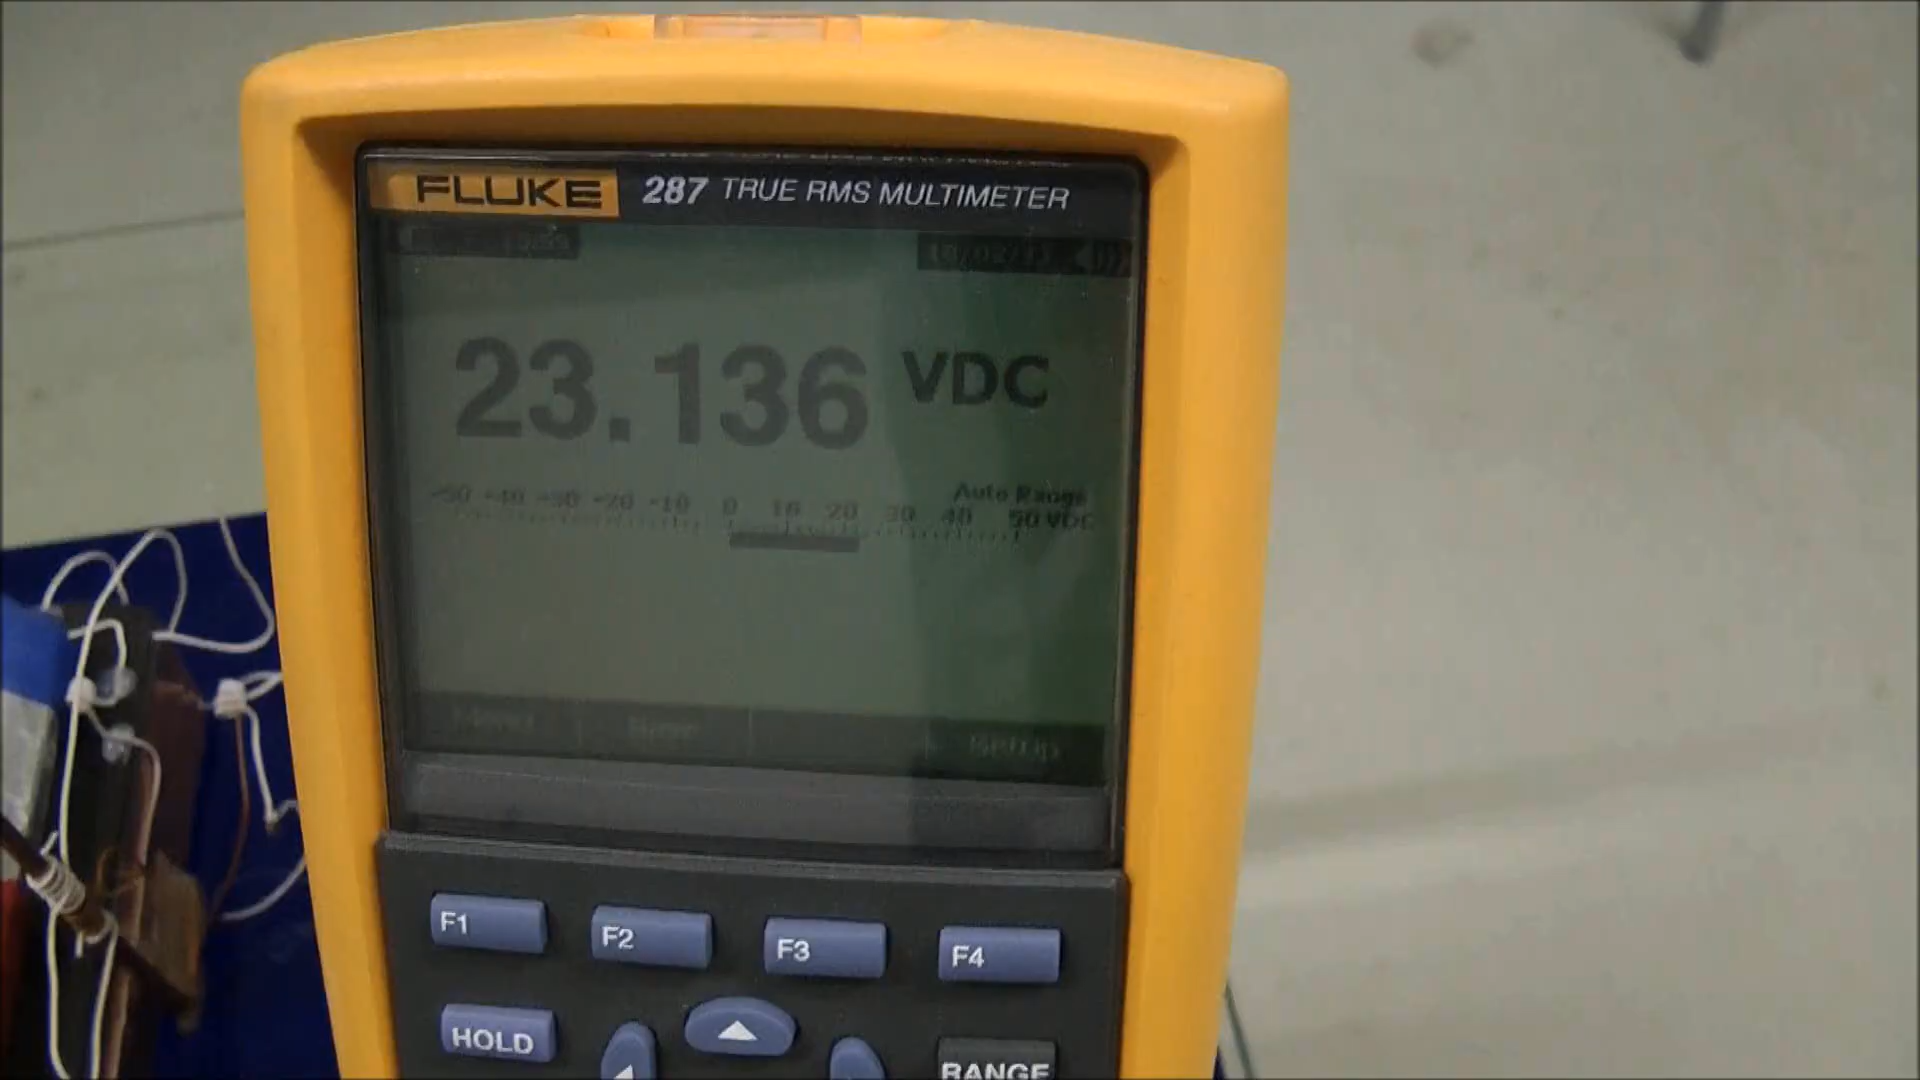 FLUKE 287 TRUE RMS MULTIMETER
23.136 VDC
Auto Range
-50 -40 -30 -20 -10 0 10 20 30 40 50 VDC
Setup
F1 F2 F3 F4
HOLD
RANGE